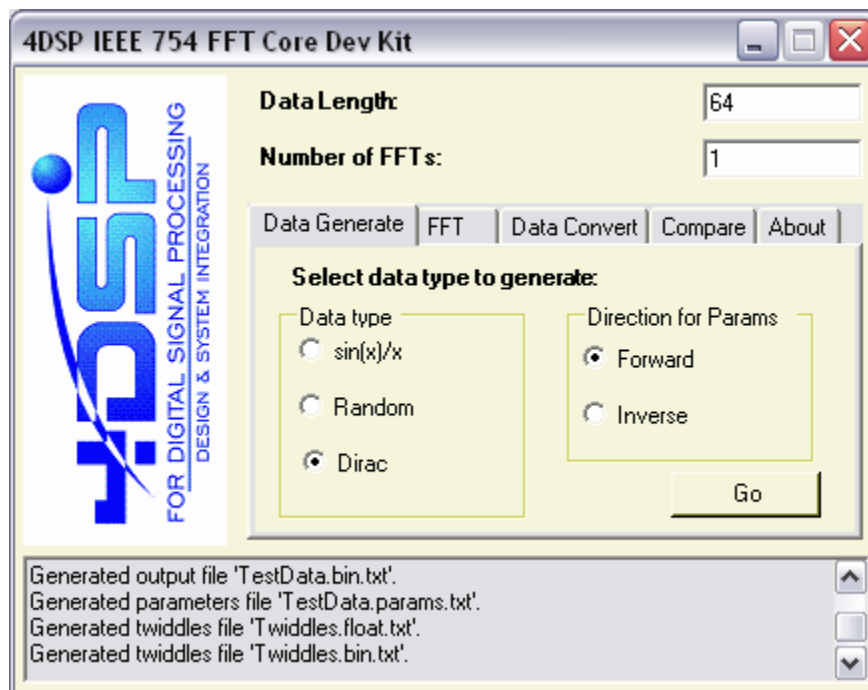 4DSP IEEE 754 FFT Core Dev Kit
4DSP
FOR DIGITAL SIGNAL PROCESSING
DESIGN & SYSTEM INTEGRATION
Data Length:
64
Number of FFTs:
1
Data Generate
FFT
Data Convert
Compare
About
Select data type to generate:
Data type
sin(x)/x
Random
Dirac
Direction for Params
Forward
Inverse
Go
Generated output file 'TestData.bin.txt'.
Generated parameters file 'TestData.params.txt'.
Generated twiddles file 'Twiddles.float.txt'.
Generated twiddles file 'Twiddles.bin.txt'.